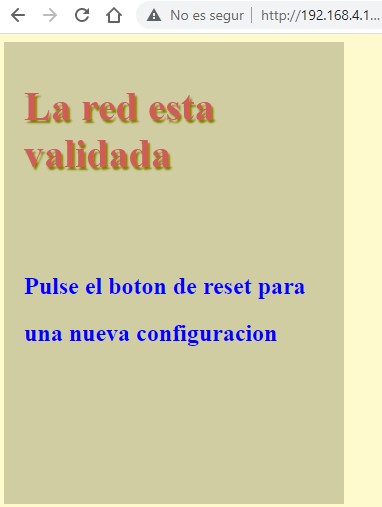 No es segur
http://192.168.4.1...
La red esta
validada
Pulse el boton de reset para
una nueva configuracion